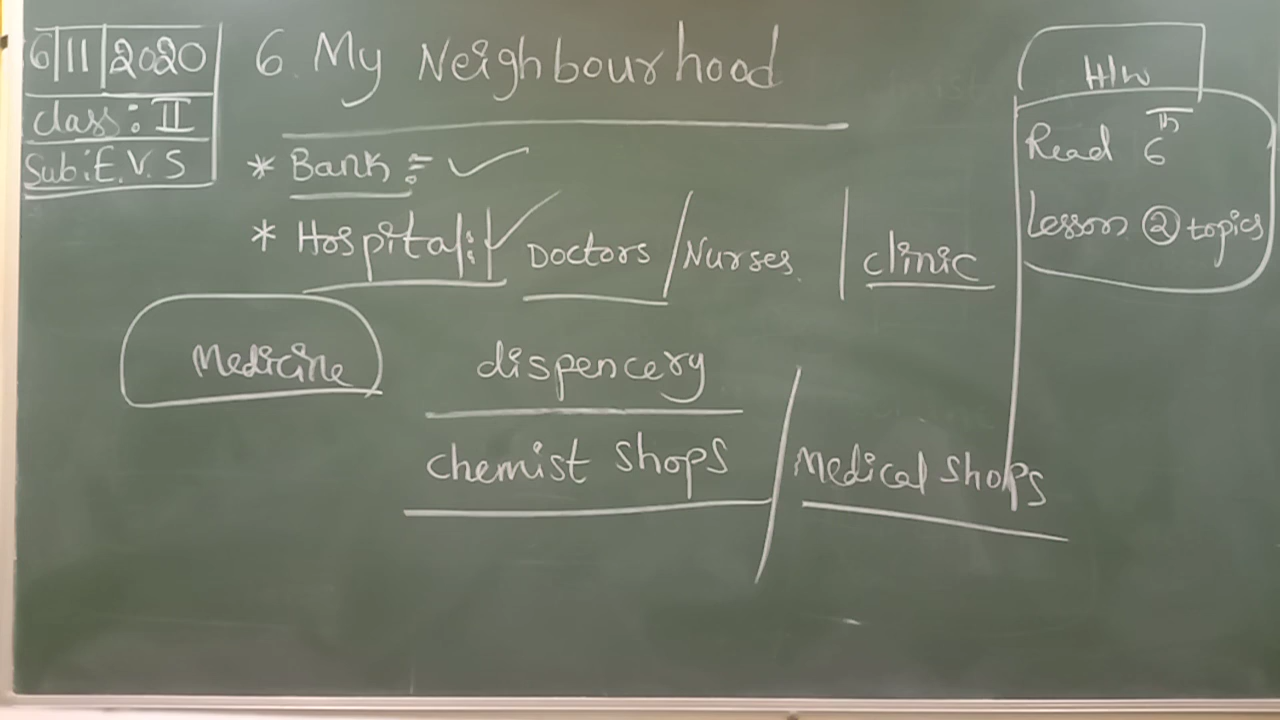 6/11/2020
class: II
Sub: E.V.S
6. My Neighbourhood
* Bank:- ✓
* Hospital:- ✓ Doctors / Nurses | clinic
Medicine
dispencery
chemist shops / Medical shops
H/W
Read 6th
Lesson ② topics